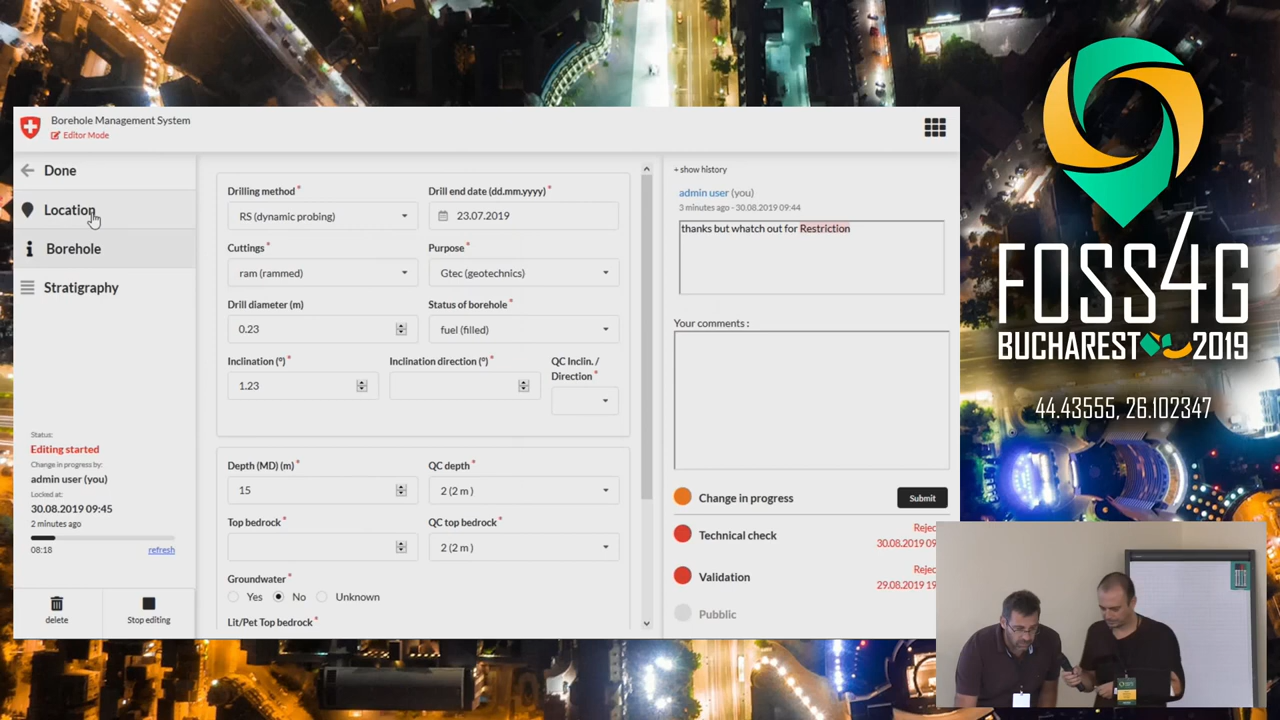 Borehole Management System
Editor Mode
Done
Location
Borehole
Stratigraphy
Status:
Editing started
Change in progress by:
admin user (you)
Locked at:
30.08.2019 09:45
2 minutes ago
08:18
refresh
delete
Stop editing
Drilling method*
Drill end date (dd.mm.yyyy)*
RS (dynamic probing)
23.07.2019
Cuttings*
Purpose*
ram (rammed)
Gtec (geotechnics)
Drill diameter (m)
Status of borehole*
0.23
fuel (filled)
Inclination (°)*
Inclination direction (°)*
QC Inclin. /
Direction*
1.23
Depth (MD) (m)*
QC depth*
15
2 (2 m )
Top bedrock*
QC top bedrock*
2 (2 m )
Groundwater*
Yes
No
Unknown
Lit/Pet Top bedrock*
+ show history
admin user (you)
3 minutes ago - 30.08.2019 09:44
thanks but whatch out for Restriction
Your comments :
Change in progress
Submit
Technical check
Rejec
30.08.2019 09
Validation
Rejec
29.08.2019 19
Pubblic
FOSS4G
BUCHAREST 2019
44.43555, 26.102347